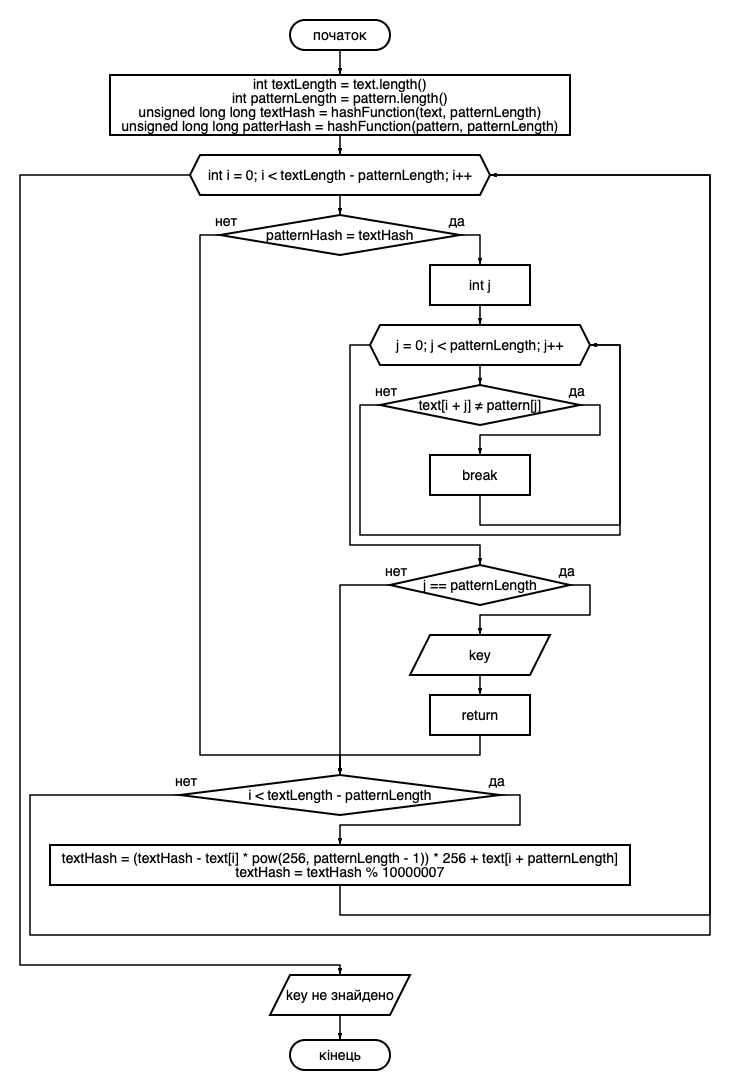 початок
int textLength = text.length()
int patternLength = pattern.length()
unsigned long long textHash = hashFunction(text, patternLength)
unsigned long long patterHash = hashFunction(pattern, patternLength)
int i = 0; i < textLength - patternLength; i++
нет
да
patternHash = textHash
int j
j = 0; j < patternLength; j++
нет
да
text[i + j] ≠ pattern[j]
break
нет
да
j == patternLength
key
return
нет
да
i < textLength - patternLength
textHash = (textHash - text[i] * pow(256, patternLength - 1)) * 256 + text[i + patternLength]
textHash = textHash % 10000007
key не знайдено
кінець